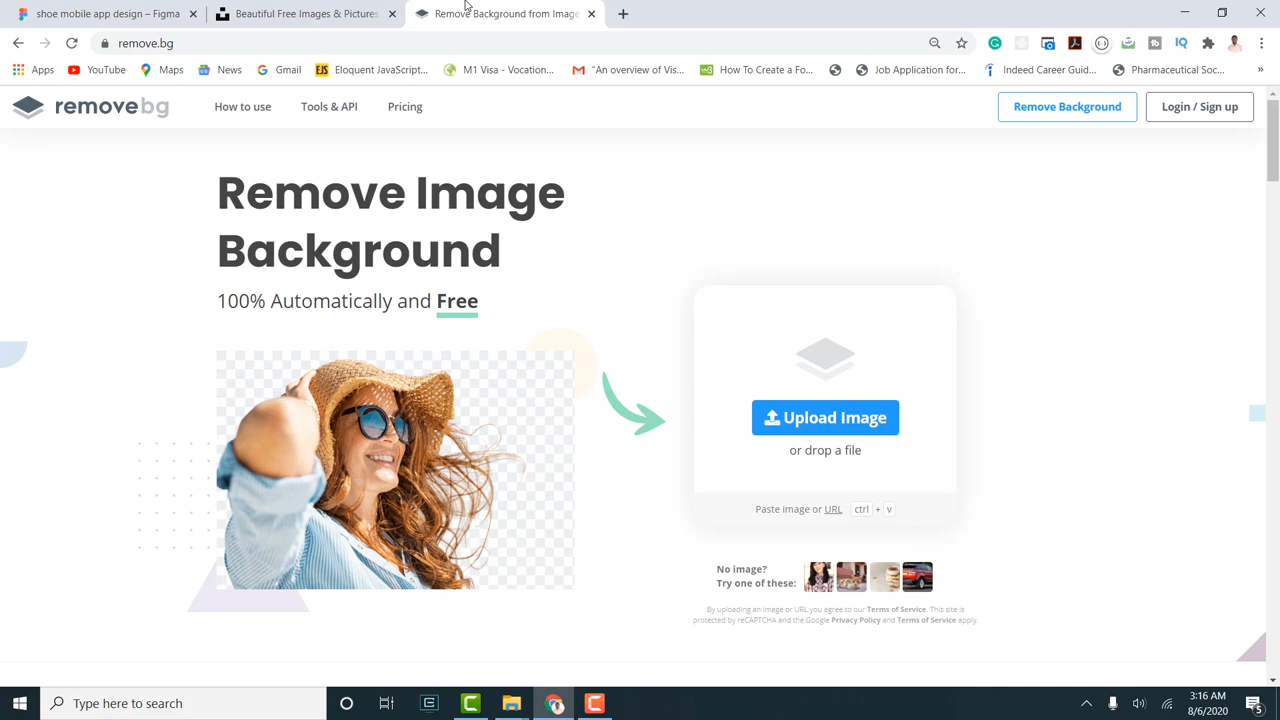 shoe mobile app design – Figma
Beautiful Free Images & Pictures
Remove Background from Image
remove.bg
Apps
YouTube
Maps
News
Gmail
Eloquent JavaScript...
M1 Visa - Vocation...
"An overview of Vis...
How To Create a Fo...
Job Application for...
Indeed Career Guid...
Pharmaceutical Soc...
»
removebg
How to use
Tools & API
Pricing
Remove Background
Login / Sign up
Remove Image
Background
100% Automatically and Free
Upload Image
or drop a file
Paste image or URL ctrl + v
No image?
Try one of these:
By uploading an image or URL you agree to our Terms of Service. This site is
protected by reCAPTCHA and the Google Privacy Policy and Terms of Service apply.
Type here to search
3:16 AM
8/6/2020
5